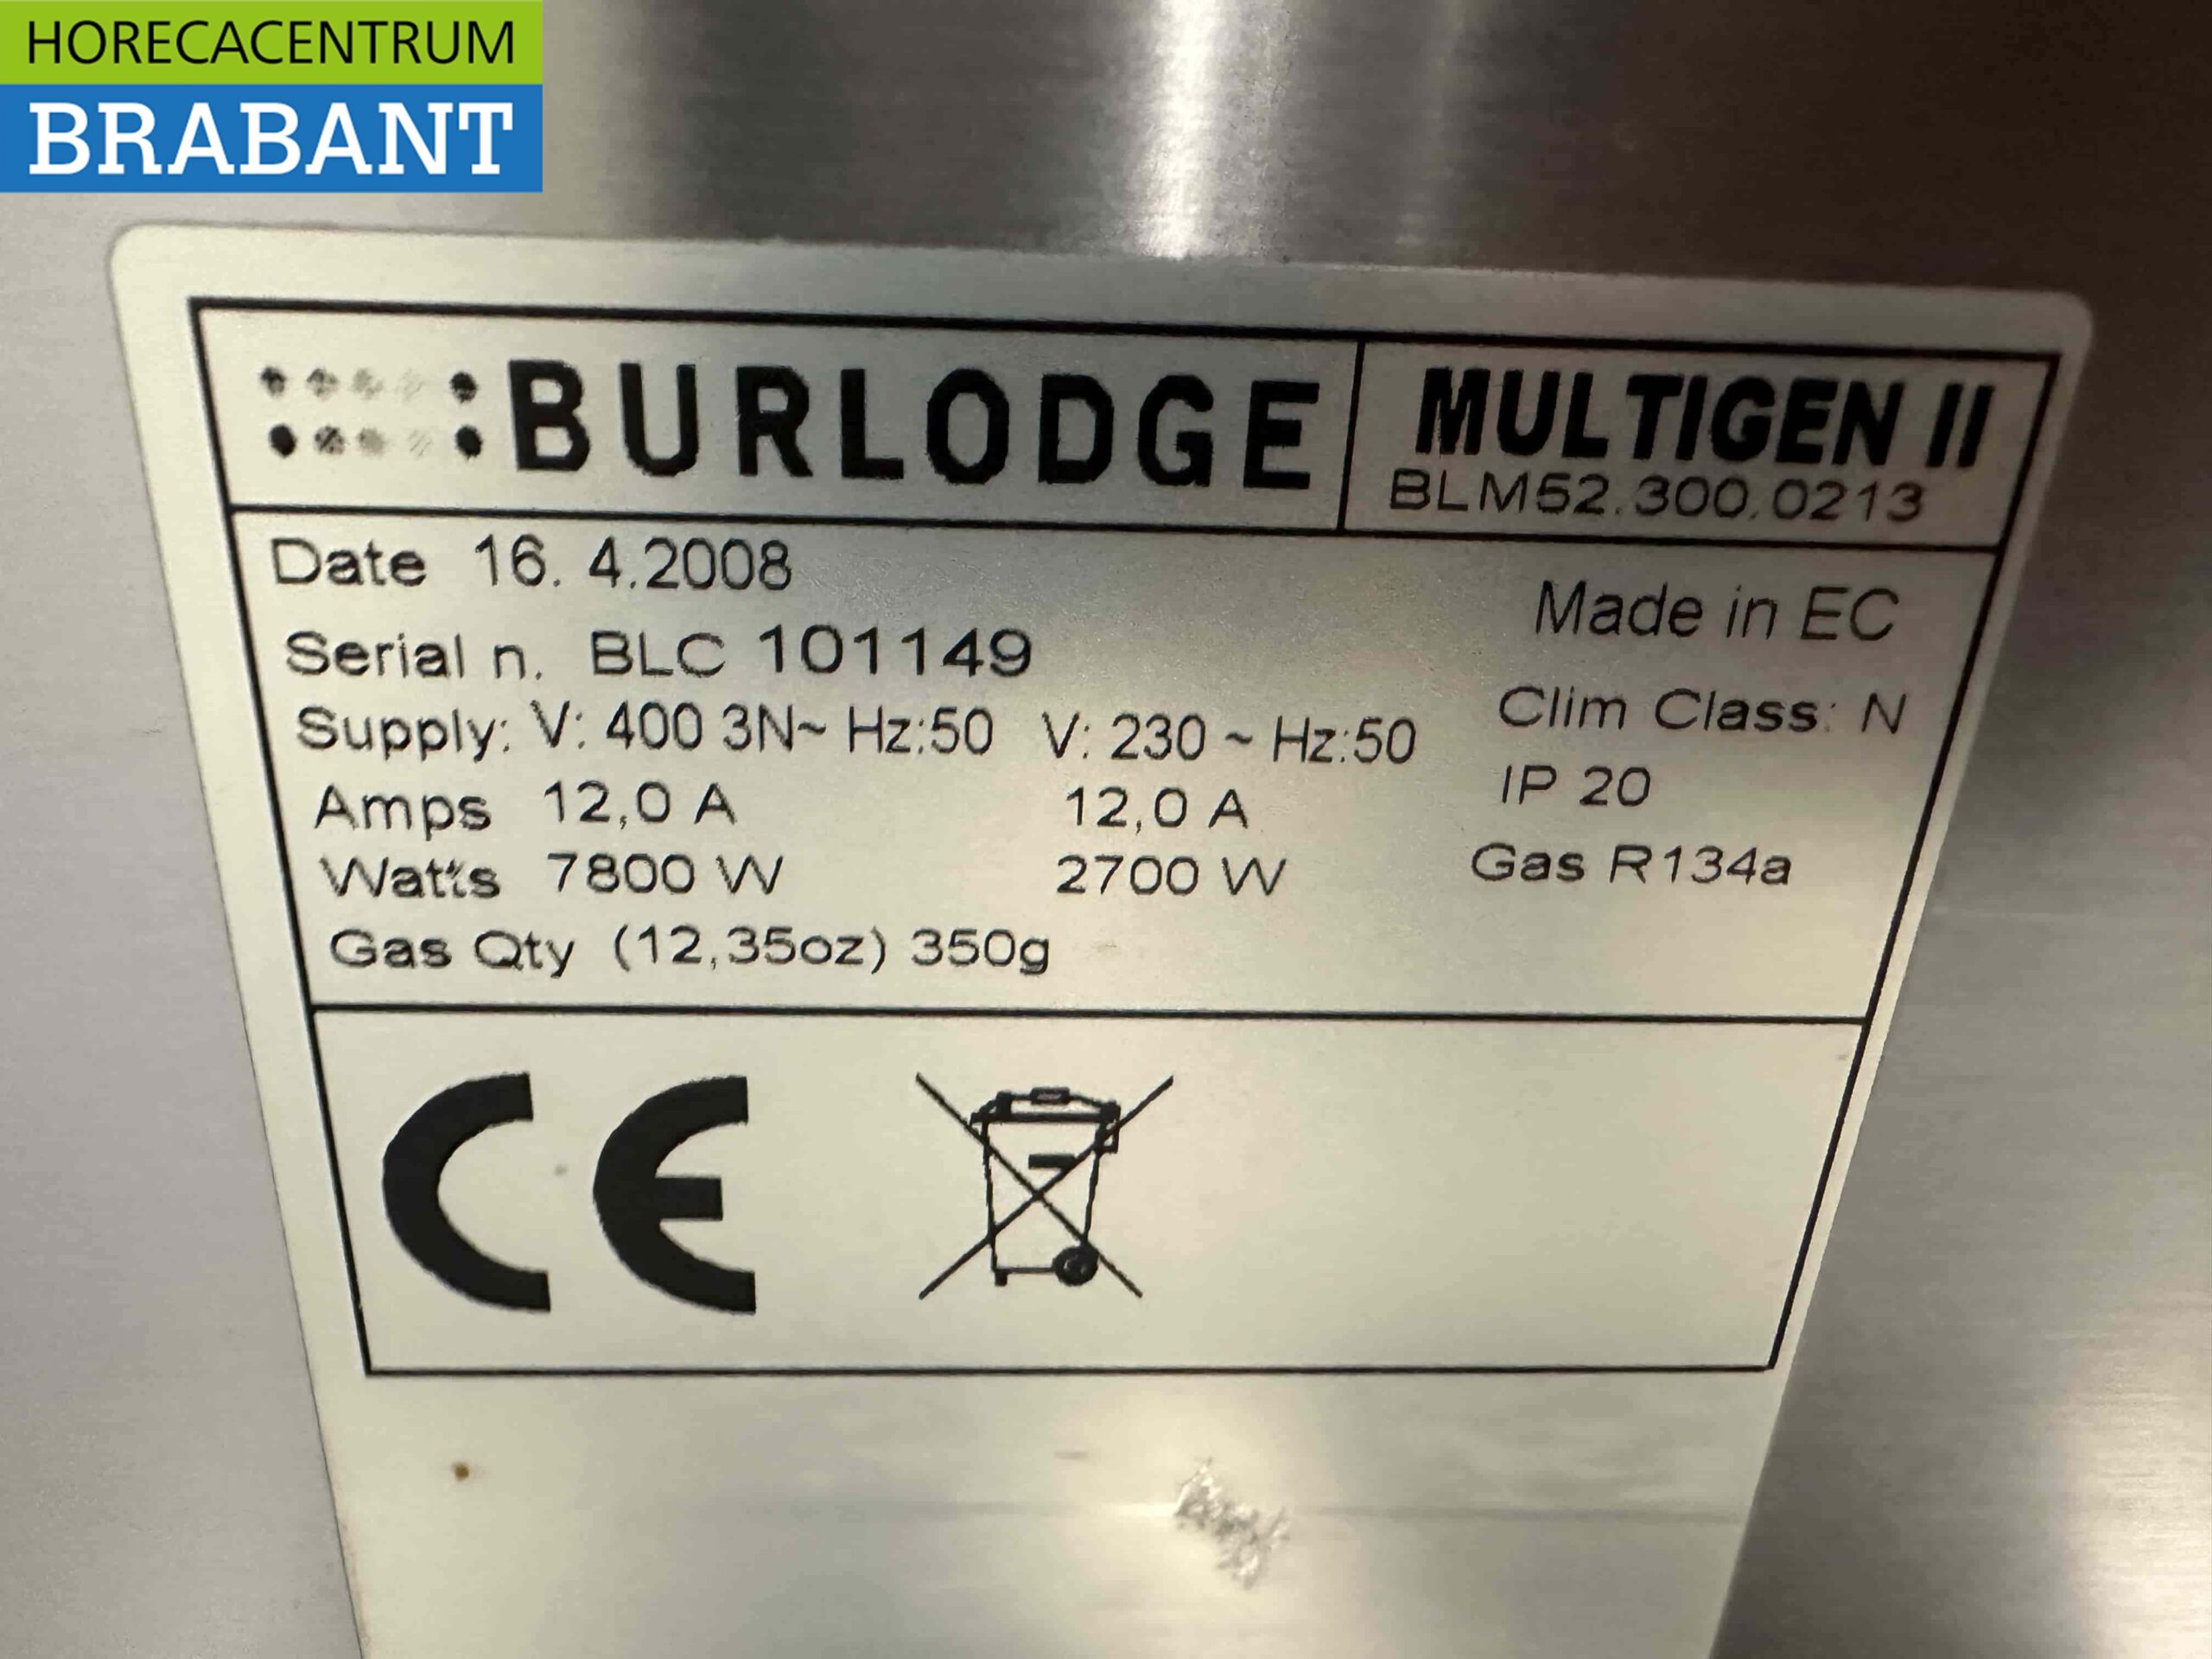 HORECACENTRUM
BRABANT
BURLODGE
MULTIGEN II
BLM52.300.0213
Date 16. 4.2008
Made in EC
Serial n. BLC 101149
Supply: V: 400 3N~ Hz:50 V: 230 ~ Hz:50
Clim Class: N
Amps 12,0 A 12,0 A
IP 20
Watts 7800 W 2700 W
Gas R134a
Gas Qty (12,35oz) 350g
CE